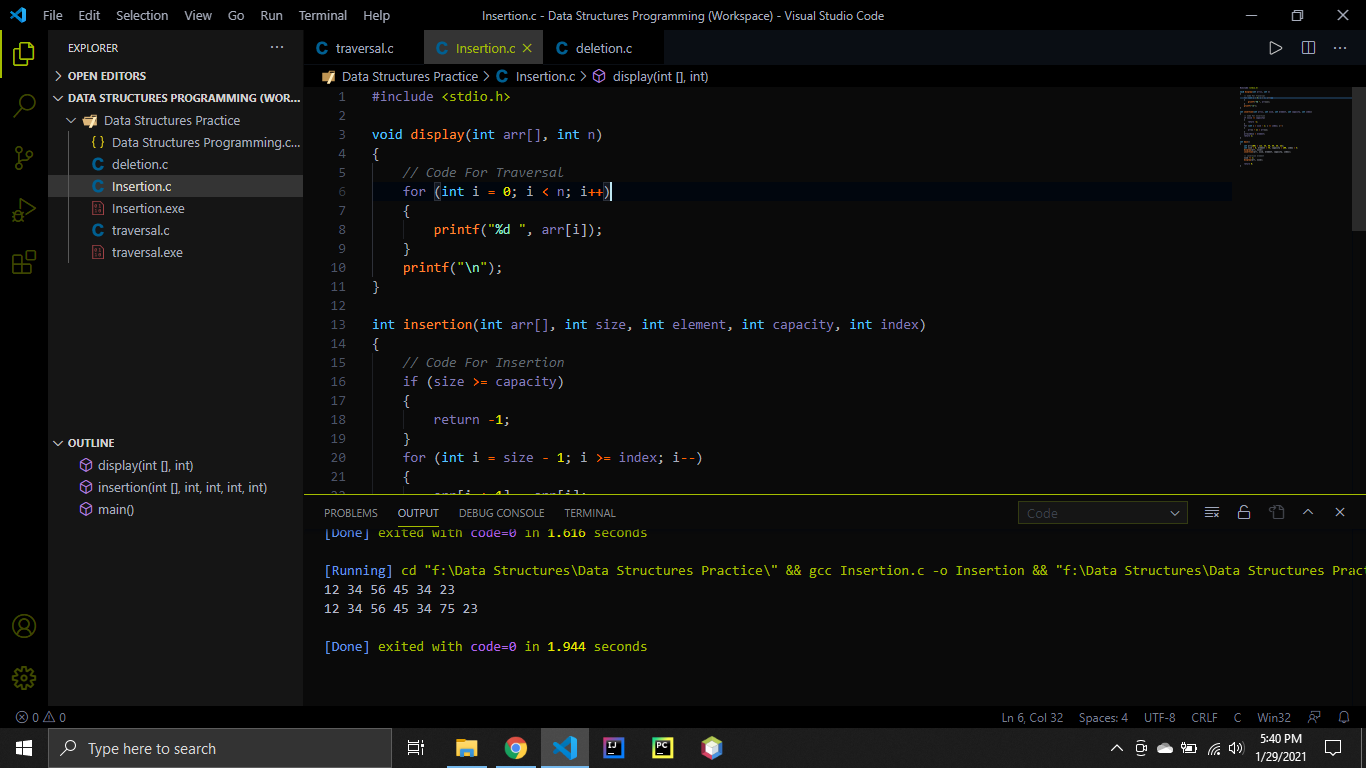 File Edit Selection View Go Run Terminal Help
Insertion.c - Data Structures Programming (Workspace) - Visual Studio Code
EXPLORER
OPEN EDITORS
DATA STRUCTURES PROGRAMMING (WOR...
Data Structures Practice
{ } Data Structures Programming.c...
C deletion.c
C Insertion.c
Insertion.exe
C traversal.c
traversal.exe
OUTLINE
display(int [], int)
insertion(int [], int, int, int, int)
main()
C traversal.c C Insertion.c C deletion.c
Data Structures Practice > C Insertion.c > display(int [], int)
1 #include <stdio.h>
2
3 void display(int arr[], int n)
4 {
5 // Code For Traversal
6 for (int i = 0; i < n; i++)
7 {
8 printf("%d ", arr[i]);
9 }
10 printf("\n");
11 }
12
13 int insertion(int arr[], int size, int element, int capacity, int index)
14 {
15 // Code For Insertion
16 if (size >= capacity)
17 {
18 return -1;
19 }
20 for (int i = size - 1; i >= index; i--)
21 {
PROBLEMS OUTPUT DEBUG CONSOLE TERMINAL
Code
[Done] exited with code=0 in 1.616 seconds
[Running] cd "f:\Data Structures\Data Structures Practice\" && gcc Insertion.c -o Insertion && "f:\Data Structures\Data Structures Prac
12 34 56 45 34 23
12 34 56 45 34 75 23
[Done] exited with code=0 in 1.944 seconds
0 0
Ln 6, Col 32 Spaces: 4 UTF-8 CRLF C Win32
Type here to search
IJ
PC
5:40 PM
1/29/2021